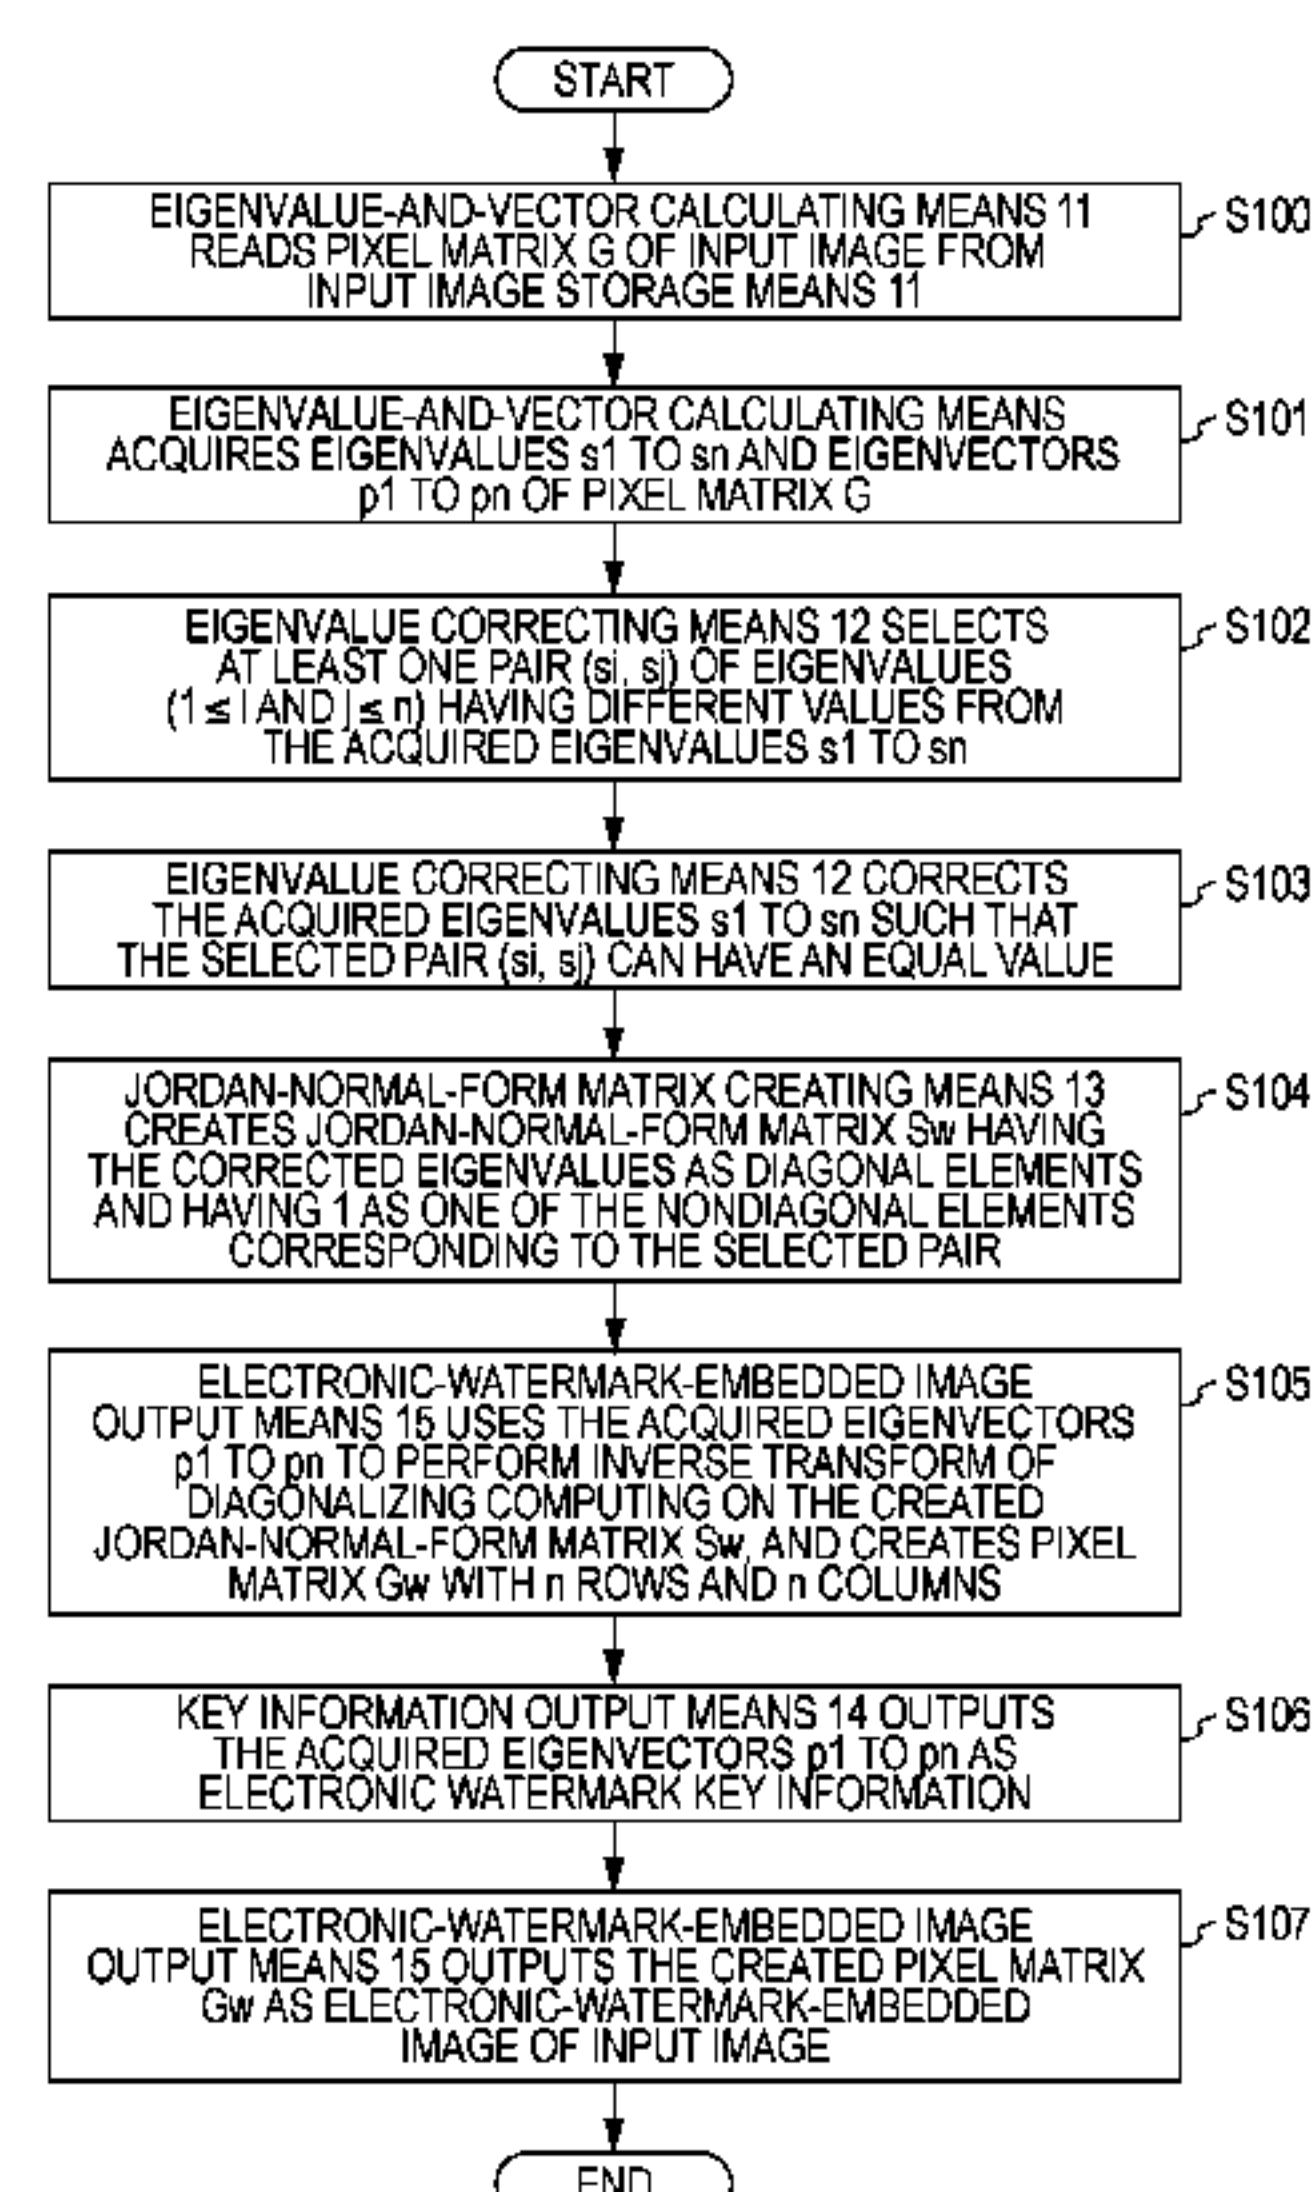 START
EIGENVALUE-AND-VECTOR CALCULATING MEANS 11
READS PIXEL MATRIX G OF INPUT IMAGE FROM
INPUT IMAGE STORAGE MEANS 11
S100
EIGENVALUE-AND-VECTOR CALCULATING MEANS
ACQUIRES EIGENVALUES s1 TO sn AND EIGENVECTORS
p1 TO pn OF PIXEL MATRIX G
S101
EIGENVALUE CORRECTING MEANS 12 SELECTS
AT LEAST ONE PAIR (si, sj) OF EIGENVALUES
(1 ≤ i AND j ≤ n) HAVING DIFFERENT VALUES FROM
THE ACQUIRED EIGENVALUES s1 TO sn
S102
EIGENVALUE CORRECTING MEANS 12 CORRECTS
THE ACQUIRED EIGENVALUES s1 TO sn SUCH THAT
THE SELECTED PAIR (si, sj) CAN HAVE AN EQUAL VALUE
S103
JORDAN-NORMAL-FORM MATRIX CREATING MEANS 13
CREATES JORDAN-NORMAL-FORM MATRIX Sw HAVING
THE CORRECTED EIGENVALUES AS DIAGONAL ELEMENTS
AND HAVING 1 AS ONE OF THE NONDIAGONAL ELEMENTS
CORRESPONDING TO THE SELECTED PAIR
S104
ELECTRONIC-WATERMARK-EMBEDDED IMAGE
OUTPUT MEANS 15 USES THE ACQUIRED EIGENVECTORS
p1 TO pn TO PERFORM INVERSE TRANSFORM OF
DIAGONALIZING COMPUTING ON THE CREATED
JORDAN-NORMAL-FORM MATRIX Sw, AND CREATES PIXEL
MATRIX Gw WITH n ROWS AND n COLUMNS
S105
KEY INFORMATION OUTPUT MEANS 14 OUTPUTS
THE ACQUIRED EIGENVECTORS p1 TO pn AS
ELECTRONIC WATERMARK KEY INFORMATION
S106
ELECTRONIC-WATERMARK-EMBEDDED IMAGE
OUTPUT MEANS 15 OUTPUTS THE CREATED PIXEL MATRIX
Gw AS ELECTRONIC-WATERMARK-EMBEDDED
IMAGE OF INPUT IMAGE
S107
END